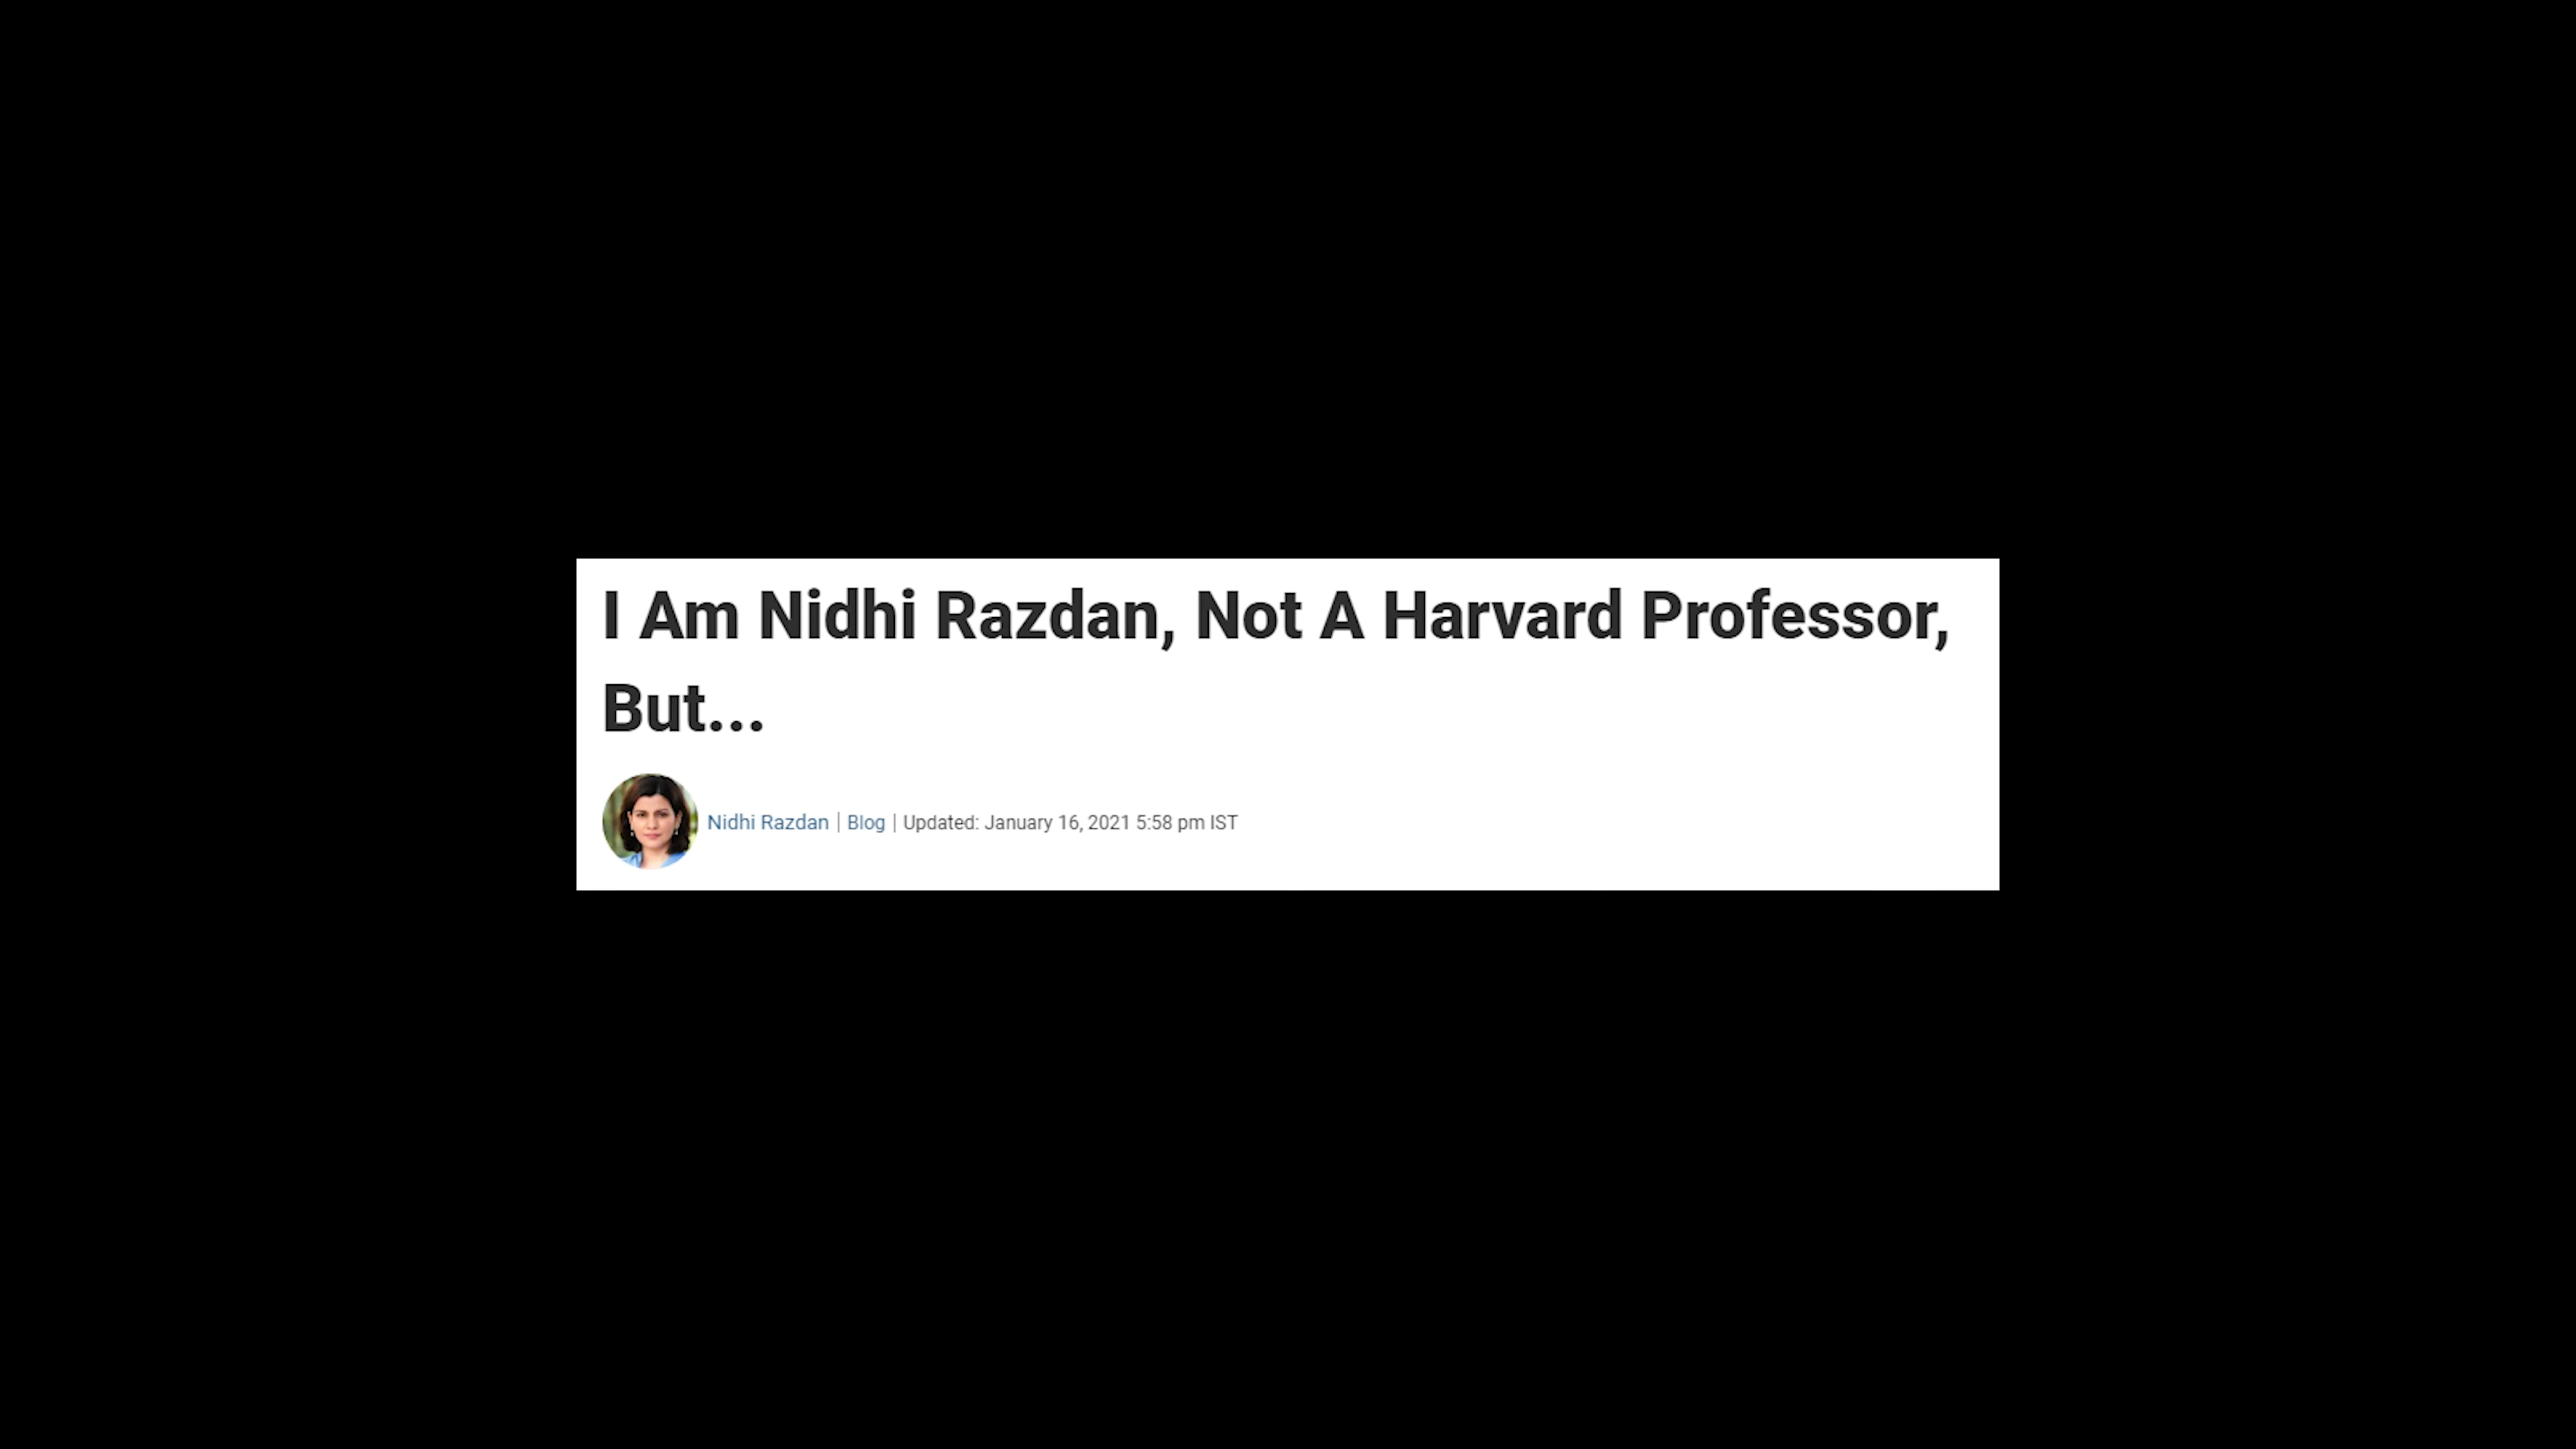 I Am Nidhi Razdan, Not A Harvard Professor,
But...
Nidhi Razdan | Blog | Updated: January 16, 2021 5:58 pm IST